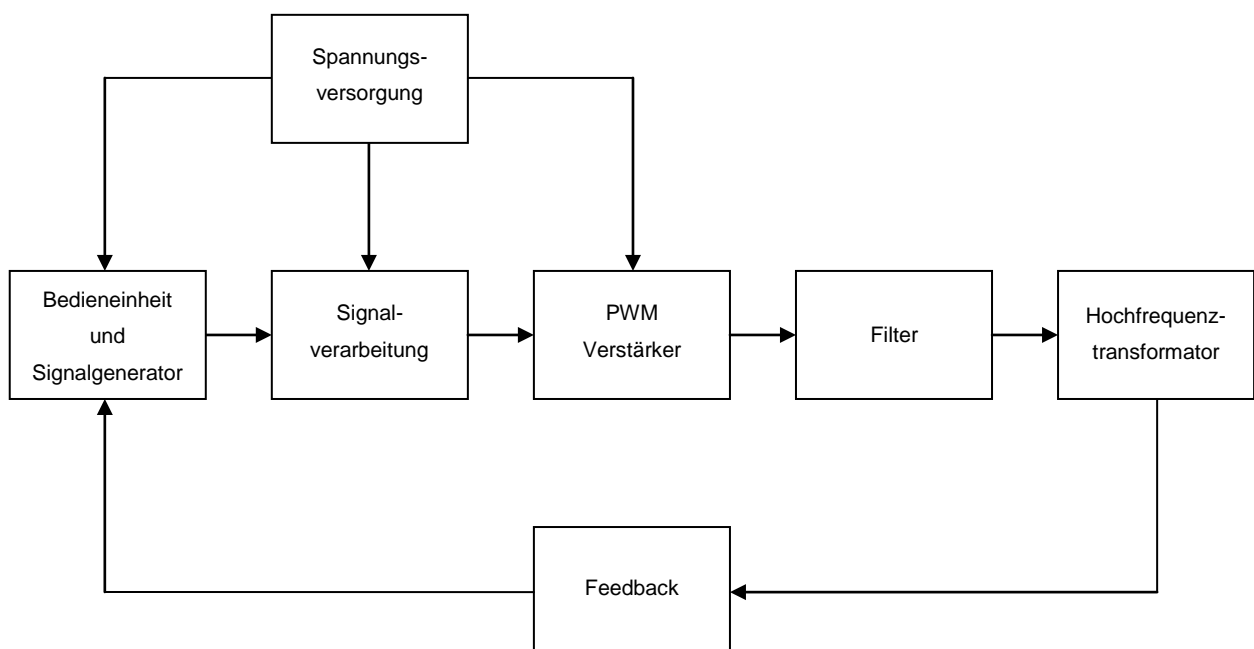 Spannungs-
versorgung
Bedieneinheit
und
Signalgenerator
Signal-
verarbeitung
PWM
Verstärker
Filter
Hochfrequenz-
transformator
Feedback